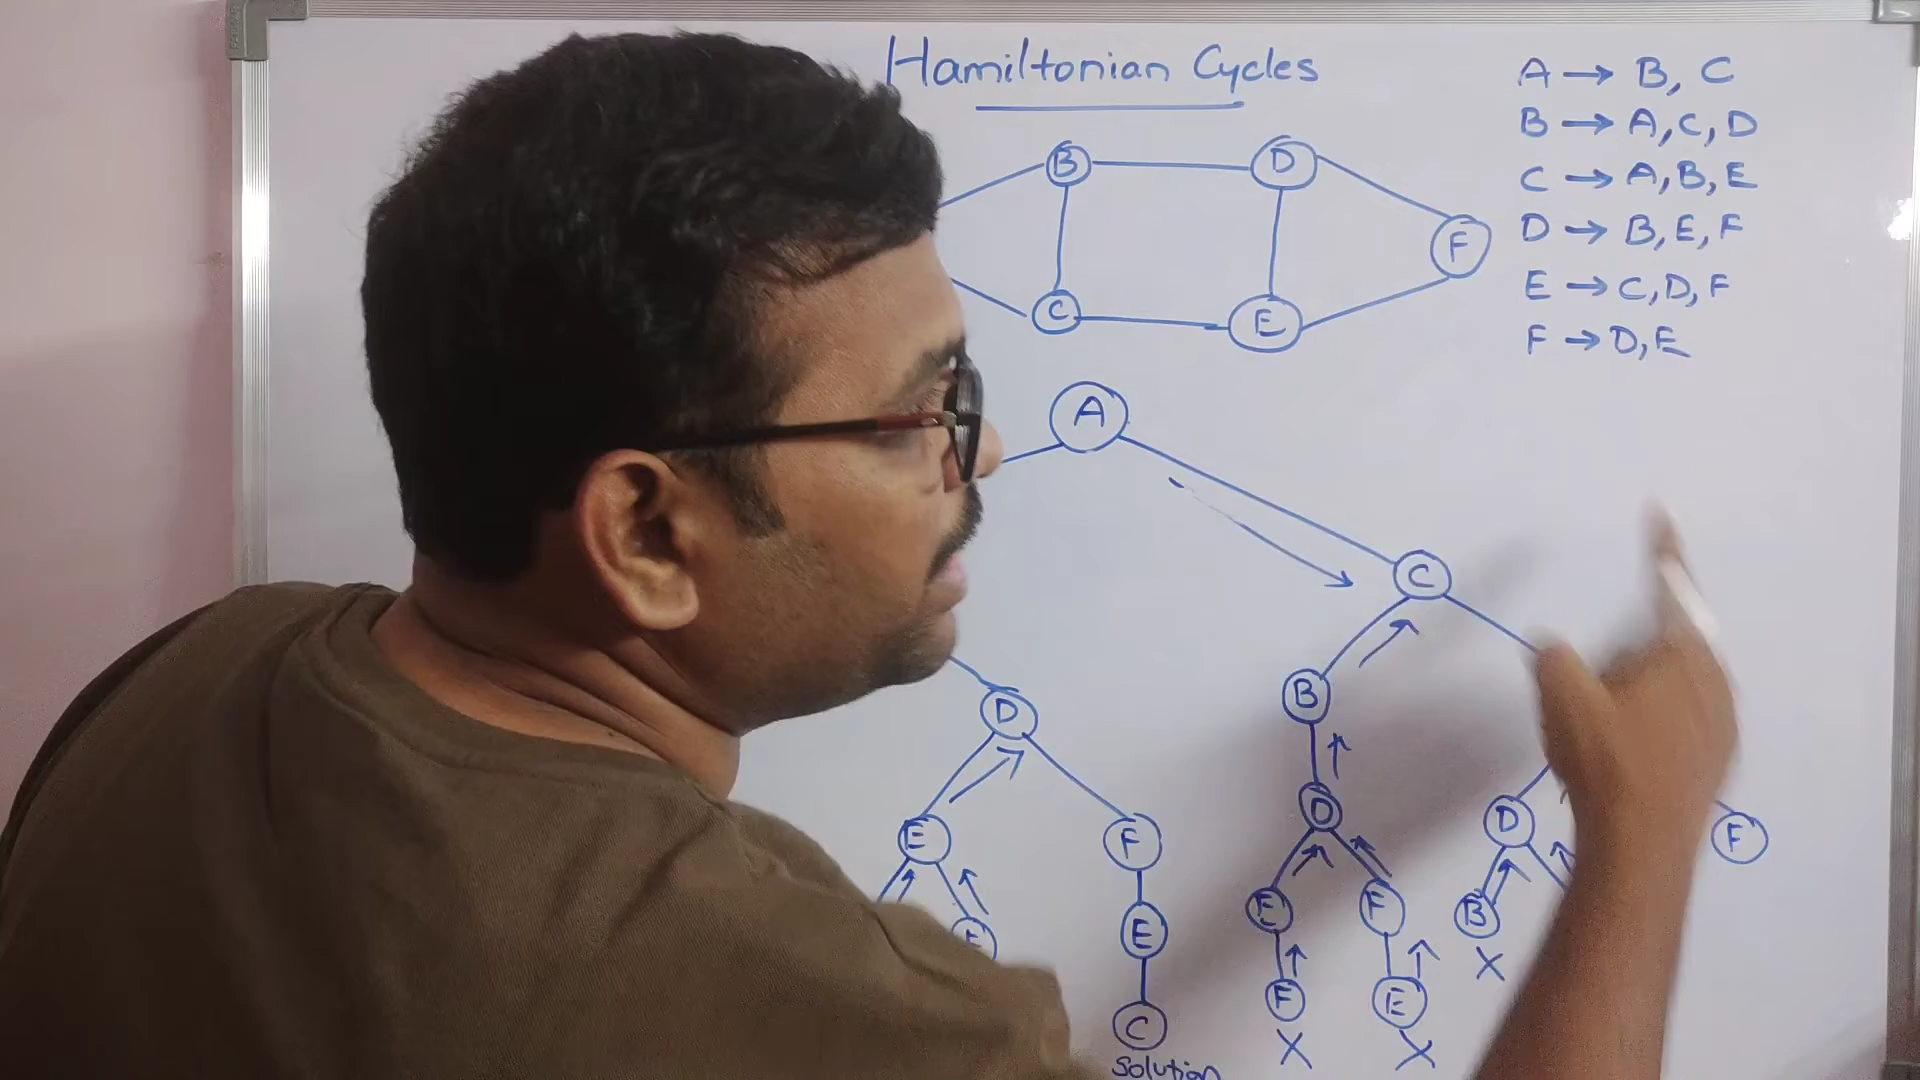 Hamiltonian Cycles
A → B, C
B → A, C, D
C → A, B, E
D → B, E, F
E → C, D, F
F → D, E
B D
F
C E
A
C
B
D
D
D
F
E F
E F
B
E
E
X
F
E
C
X X
Solution